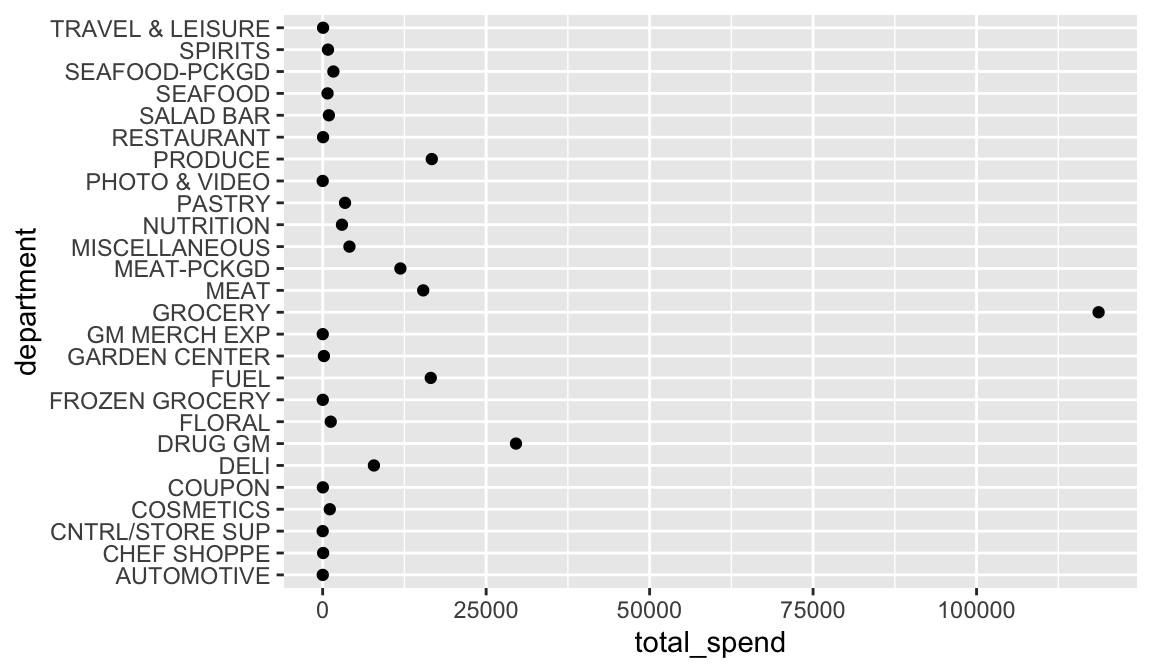 TRAVEL & LEISURE
SPIRITS
SEAFOOD-PCKGD
SEAFOOD
SALAD BAR
RESTAURANT
PRODUCE
PHOTO & VIDEO
PASTRY
NUTRITION
MISCELLANEOUS
MEAT-PCKGD
MEAT
GROCERY
GM MERCH EXP
GARDEN CENTER
FUEL
FROZEN GROCERY
FLORAL
DRUG GM
DELI
COUPON
COSMETICS
CNTRL/STORE SUP
CHEF SHOPPE
AUTOMOTIVE
department
0 25000 50000 75000 100000
total_spend